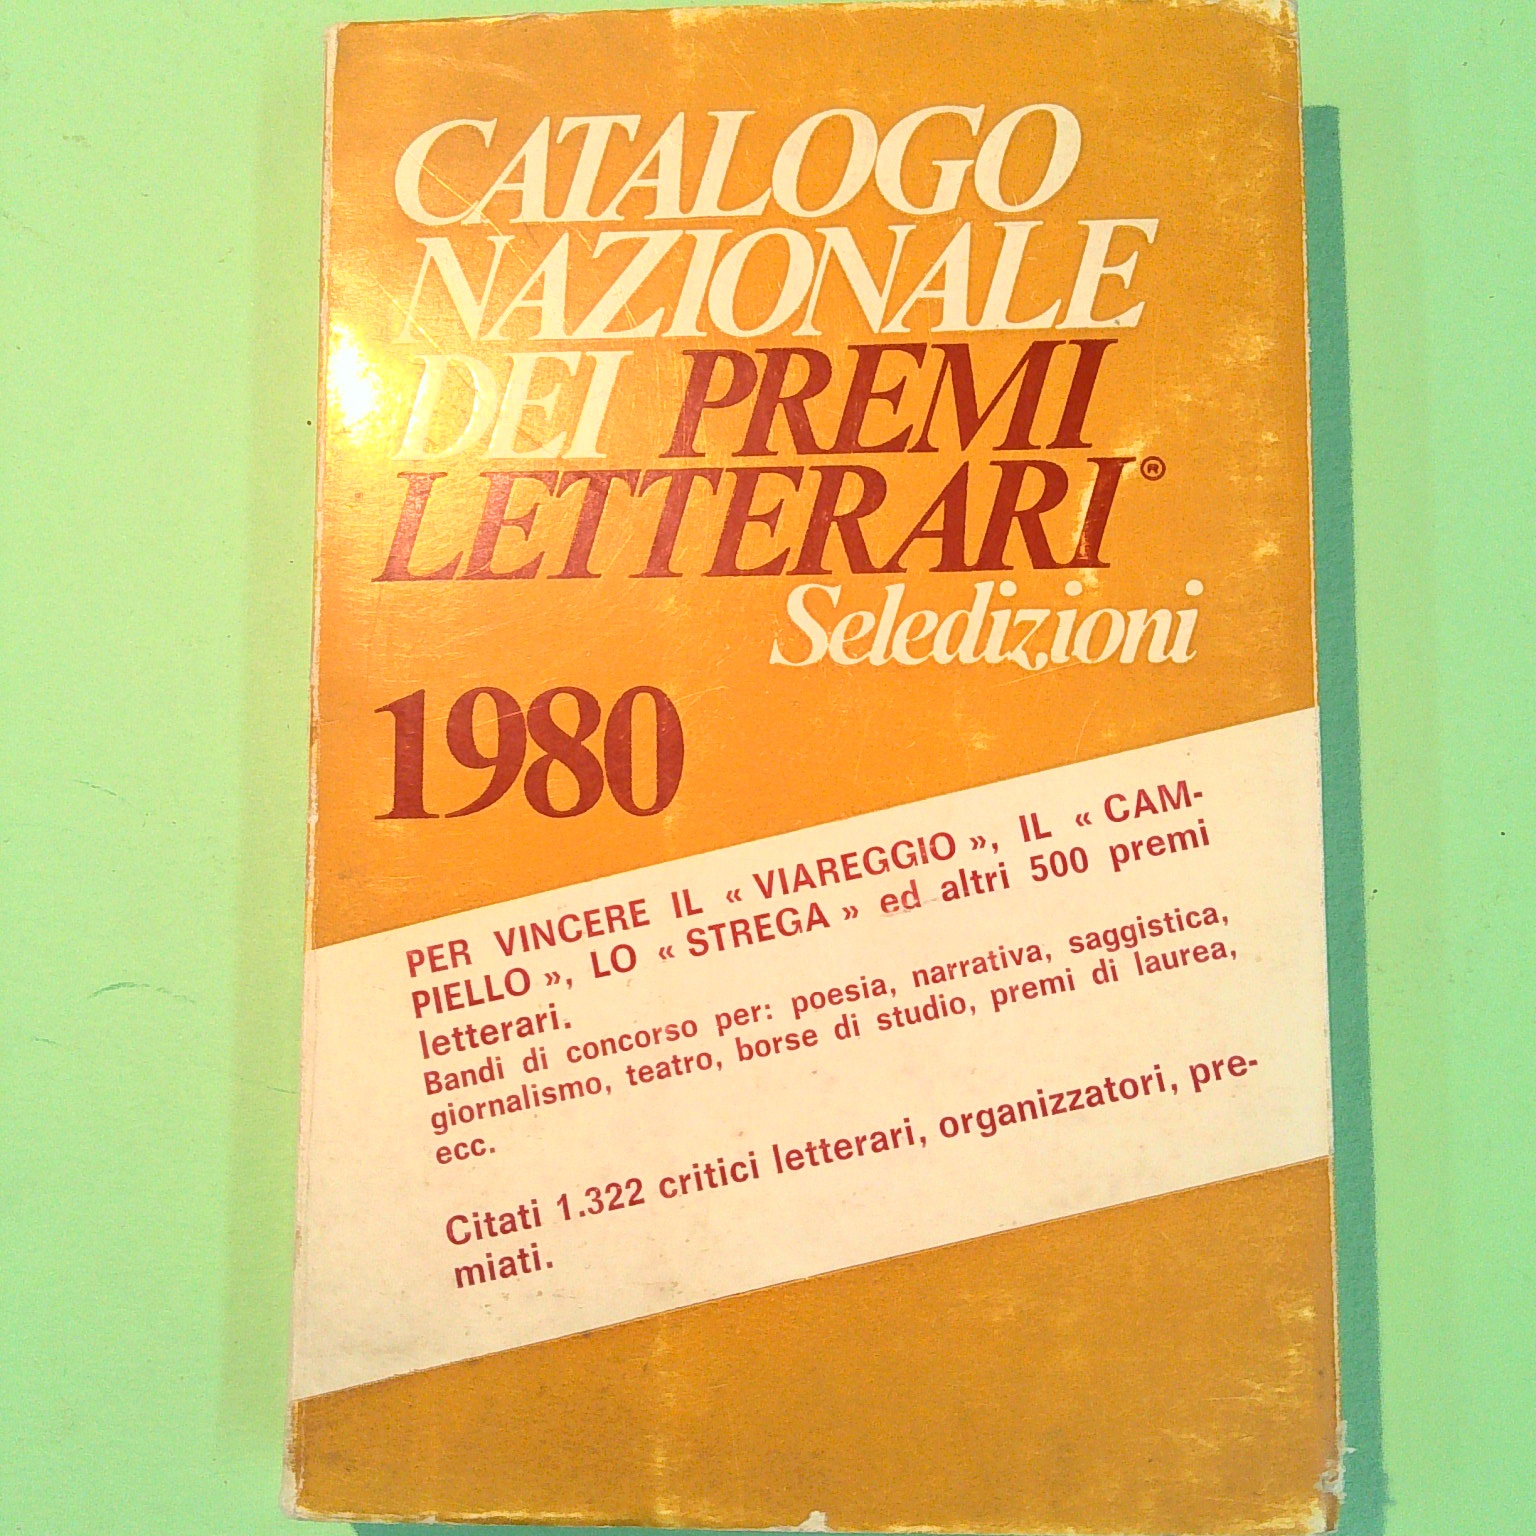 CATALOGO
NAZIONALE
DEI PREMI
LETTERARI®
Seledizioni
1980
PER VINCERE IL « VIAREGGIO », IL « CAM-
PIELLO », LO « STREGA » ed altri 500 premi
letterari.
Bandi di concorso per: poesia, narrativa, saggistica,
giornalismo, teatro, borse di studio, premi di laurea,
ecc.
Citati 1.322 critici letterari, organizzatori, pre-
miati.